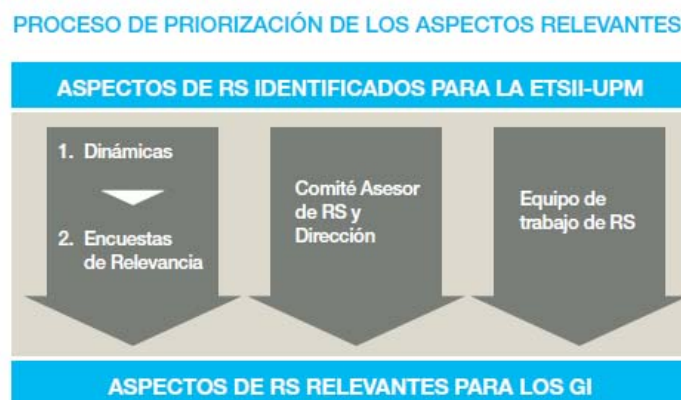 PROCESO DE PRIORIZACIÓN DE LOS ASPECTOS RELEVANTES
ASPECTOS DE RS IDENTIFICADOS PARA LA ETSII-UPM
1. Dinámicas
2. Encuestas
de Relevancia
Comité Asesor
de RS y
Dirección
Equipo de
trabajo de RS
ASPECTOS DE RS RELEVANTES PARA LOS GI